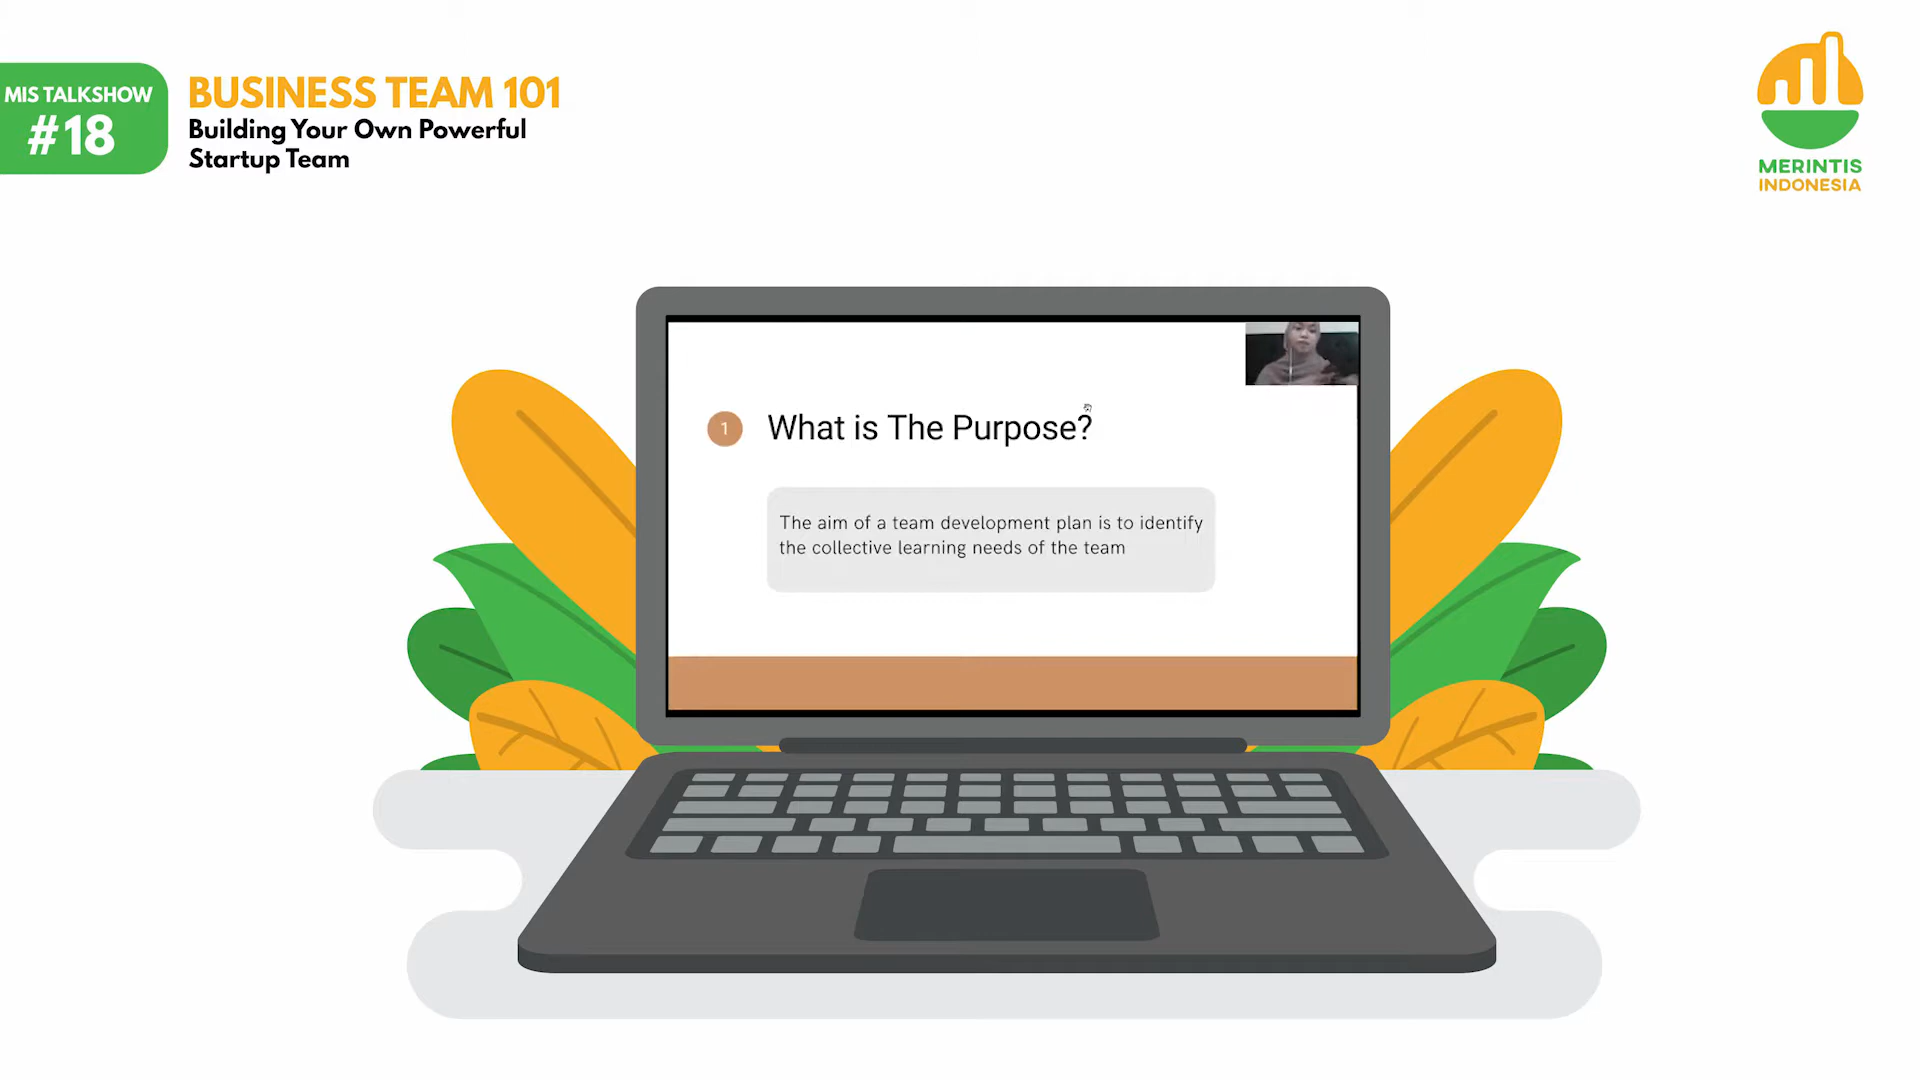 MIS TALKSHOW
#18
BUSINESS TEAM 101
Building Your Own Powerful
Startup Team
MERINTIS
INDONESIA
1
What is The Purpose?
The aim of a team development plan is to identify
the collective learning needs of the team